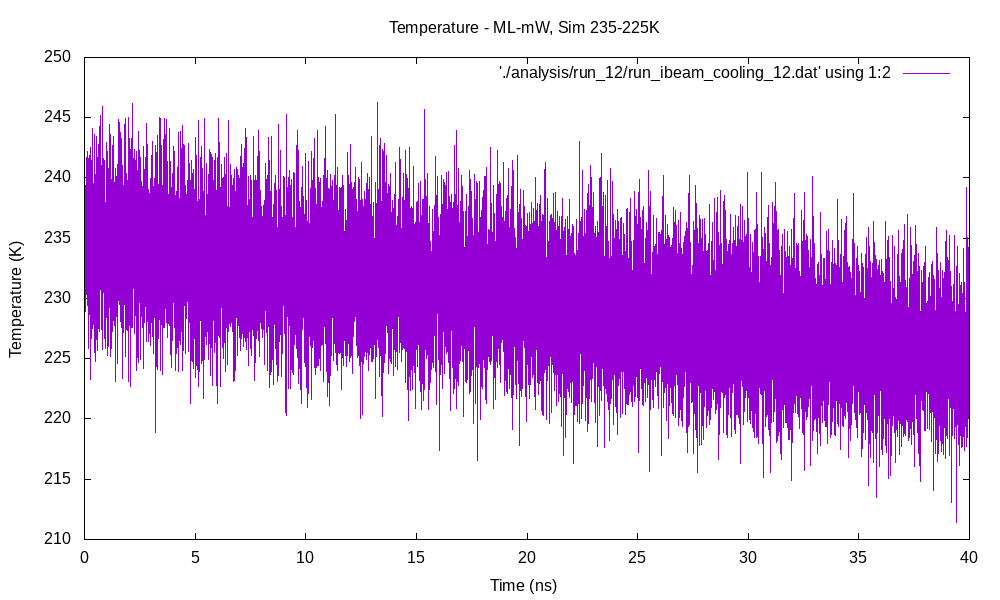 Temperature - ML-mW, Sim 235-225K
250
'./analysis/run_12/run_ibeam_cooling_12.dat' using 1:2
245
240
235
230
225
220
215
210
Temperature (K)
0 5 10 15 20 25 30 35 40
Time (ns)